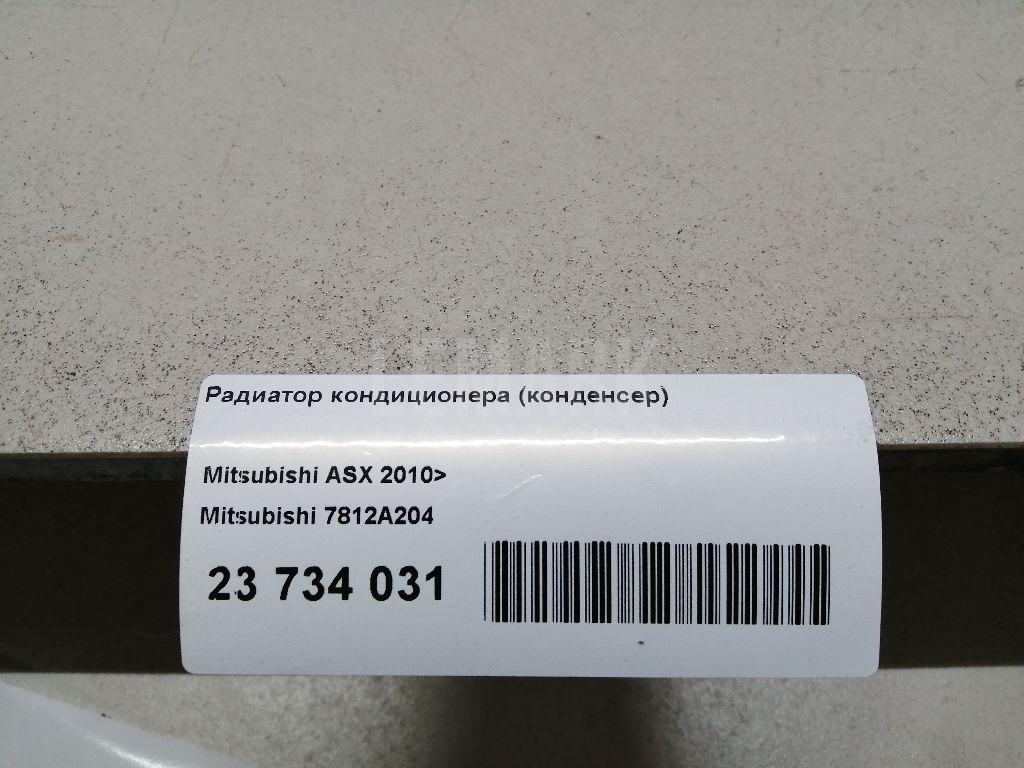 Радиатор кондиционера (конденсер)
Mitsubishi ASX 2010>
Mitsubishi 7812A204
23 734 031